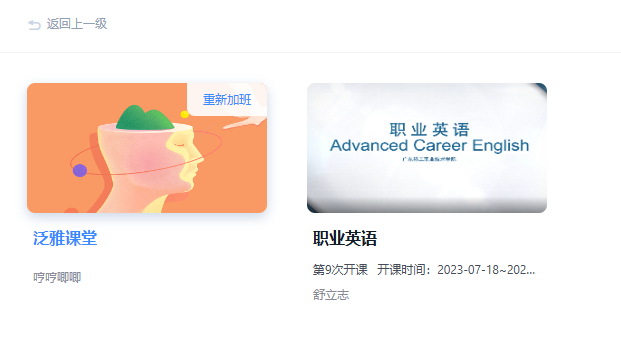 返回上一级
重新加班
职业英语
Advanced Career English
泛雅课堂
哼哼唧唧
职业英语
第9次开课 开课时间：2023-07-18~202...
舒立志